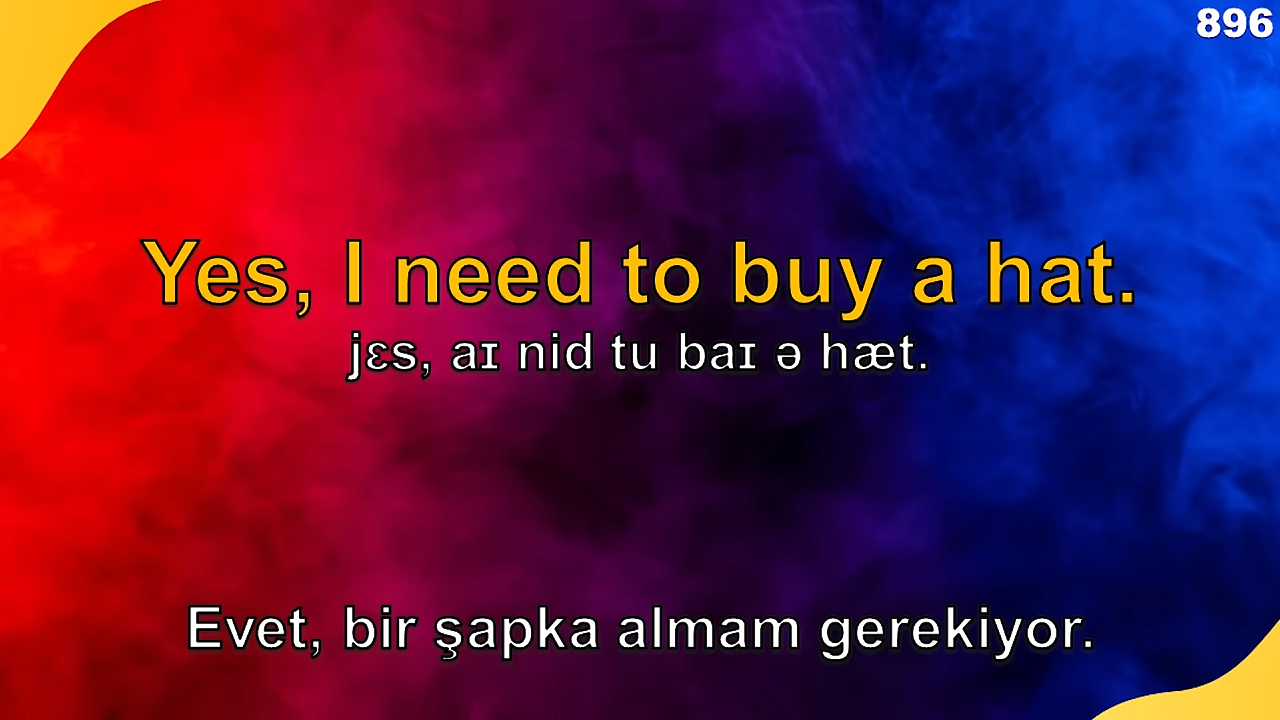 896
Yes, I need to buy a hat.
jɛs, aɪ nid tu baɪ ə hæt.
Evet, bir şapka almam gerekiyor.